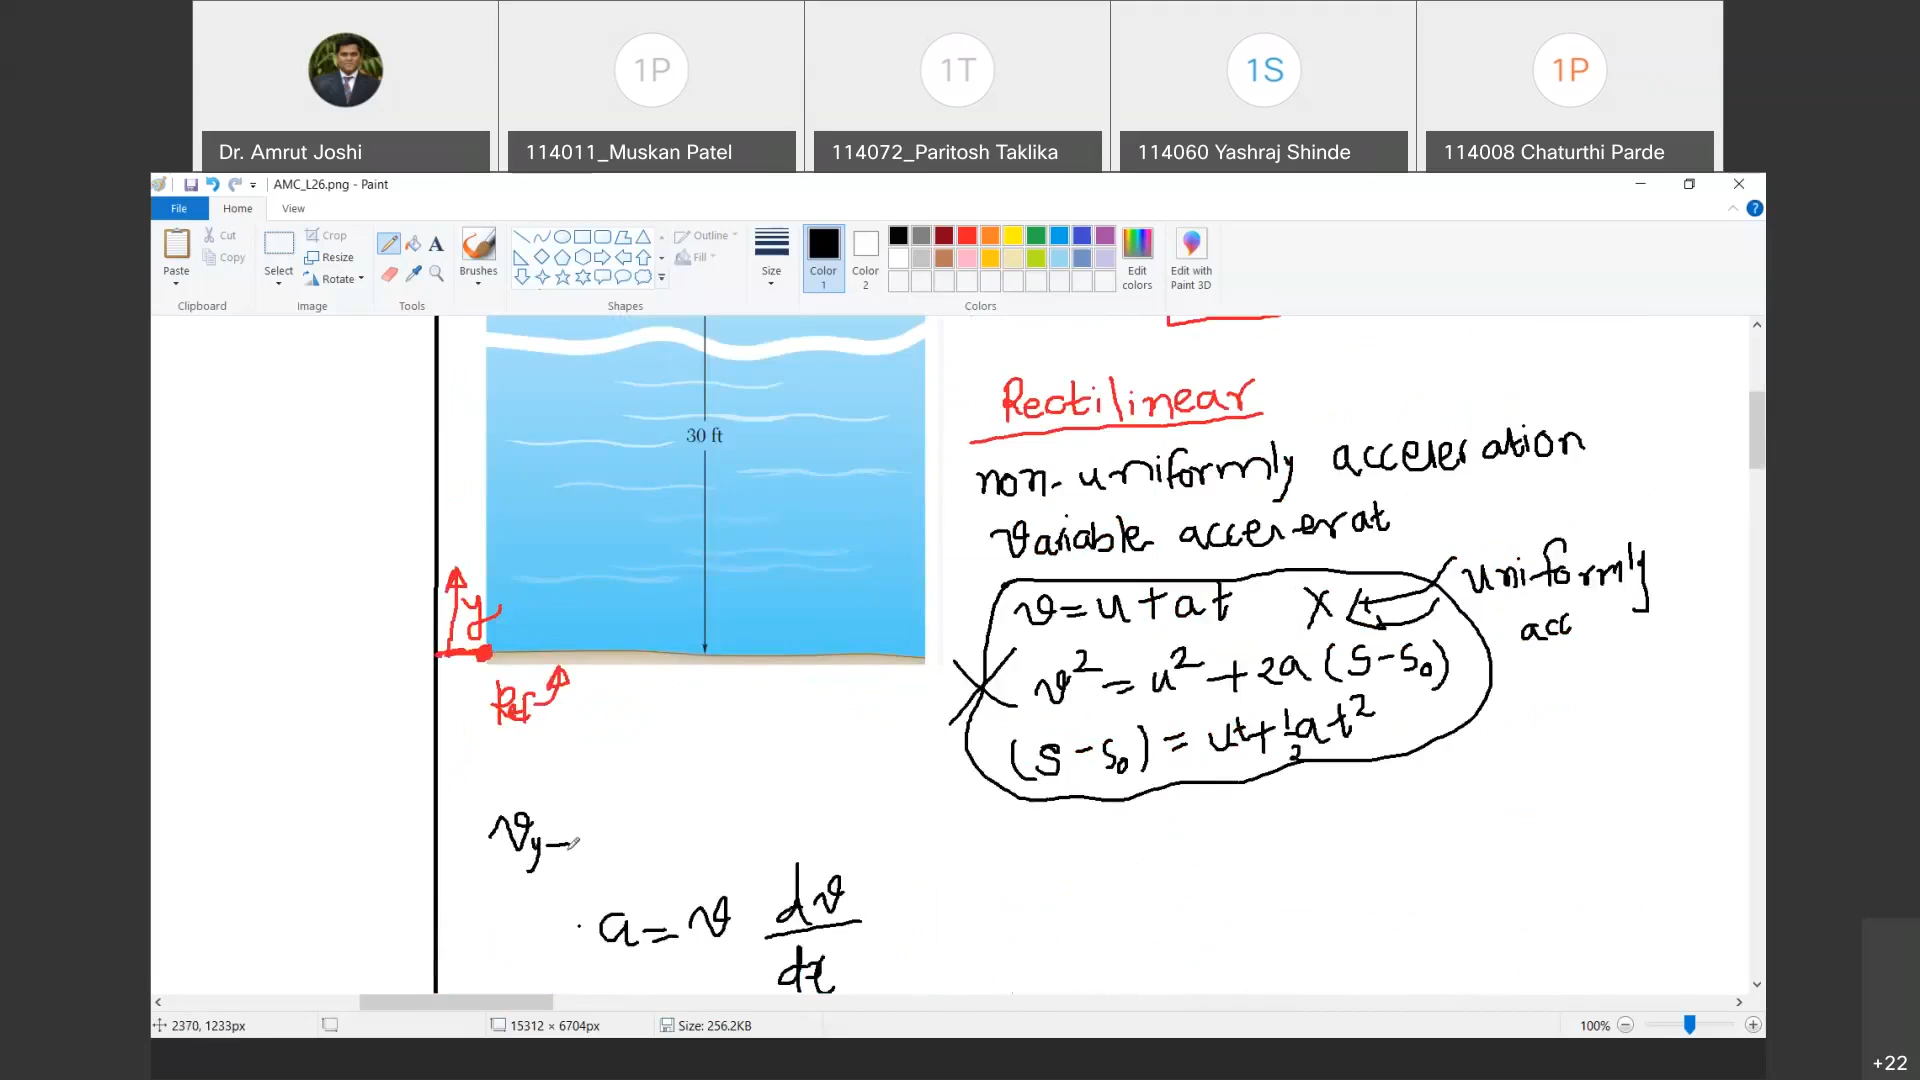 1P
1T
1S
1P
Dr. Amrut Joshi
114011_Muskan Patel
114072_Paritosh Taklika
114060 Yashraj Shinde
114008 Chaturthi Parde
AMC_L26.png - Paint
File Home View
Paste
Cut
Copy
Clipboard
Select
Crop
Resize
Rotate
Image
A
Tools
Brushes
Shapes
Outline
Fill
Size
Color 1
Color 2
Edit colors
Colors
Edit with Paint 3D
30 ft
y
Ref
Rectilinear
non-uniformly acceleration
variable accelerat
v = u + at X
uniformly
acc
X v² = u² + 2a (S-S₀)
(S-S₀) = ut + 1/2 at²
vy -
a = v dv/dx
2370, 1233px
15312 × 6704px
Size: 256.2KB
100%
+22